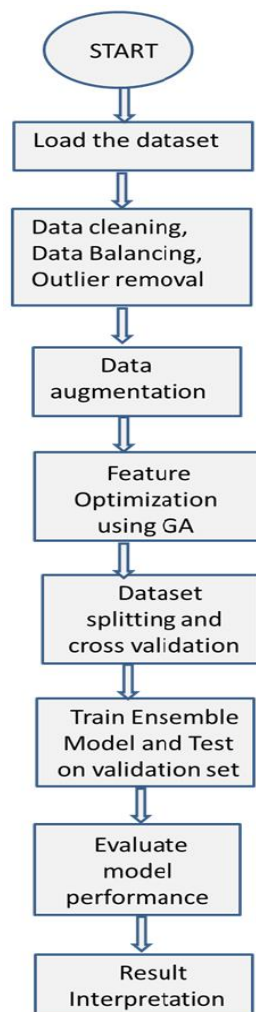 START
Load the dataset
Data cleaning,
Data Balancing,
Outlier removal
Data
augmentation
Feature
Optimization
using GA
Dataset
splitting and
cross validation
Train Ensemble
Model and Test
on validation set
Evaluate
model
performance
Result
Interpretation